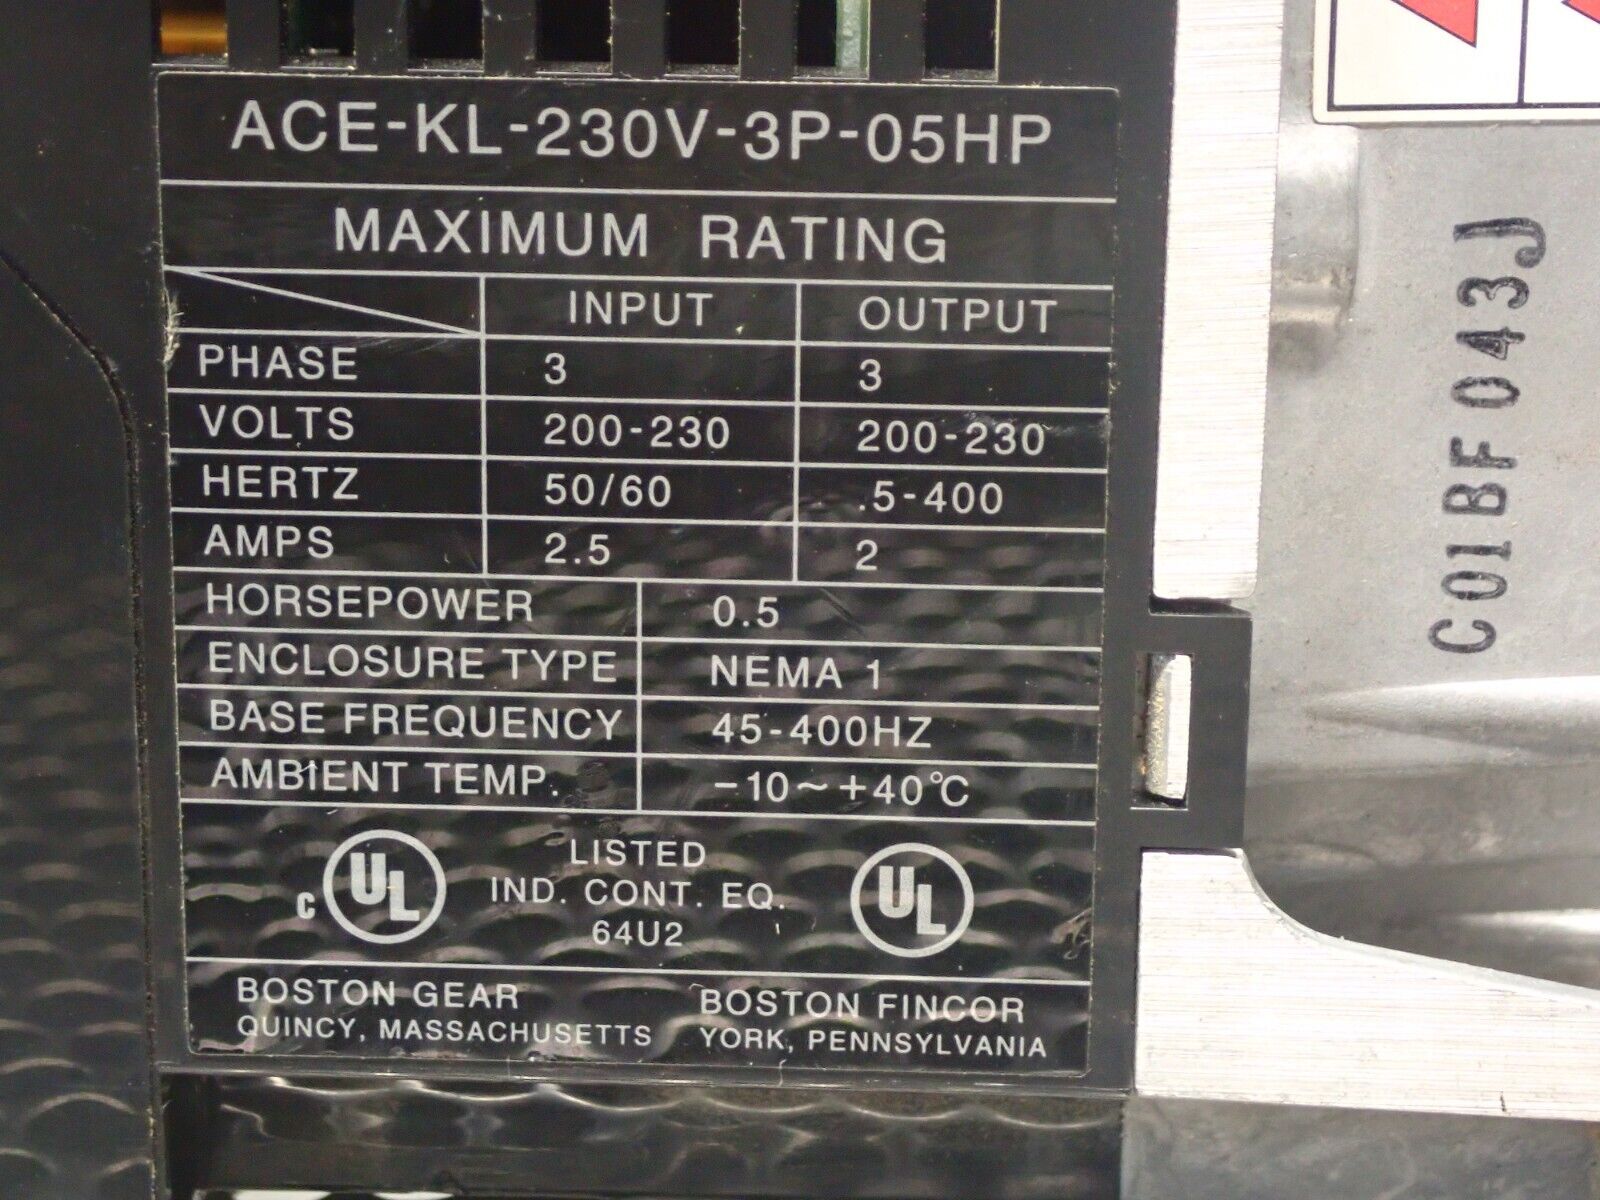 ACE-KL-230V-3P-05HP
MAXIMUM RATING
INPUT OUTPUT
PHASE 3 3
VOLTS 200-230 200-230
HERTZ 50/60 .5-400
AMPS 2.5 2
HORSEPOWER 0.5
ENCLOSURE TYPE NEMA 1
BASE FREQUENCY 45-400HZ
AMBIENT TEMP. -10~+40°C
c UL LISTED UL
IND. CONT. EQ.
64U2
BOSTON GEAR BOSTON FINCOR
QUINCY, MASSACHUSETTS YORK, PENNSYLVANIA
C01BF043J